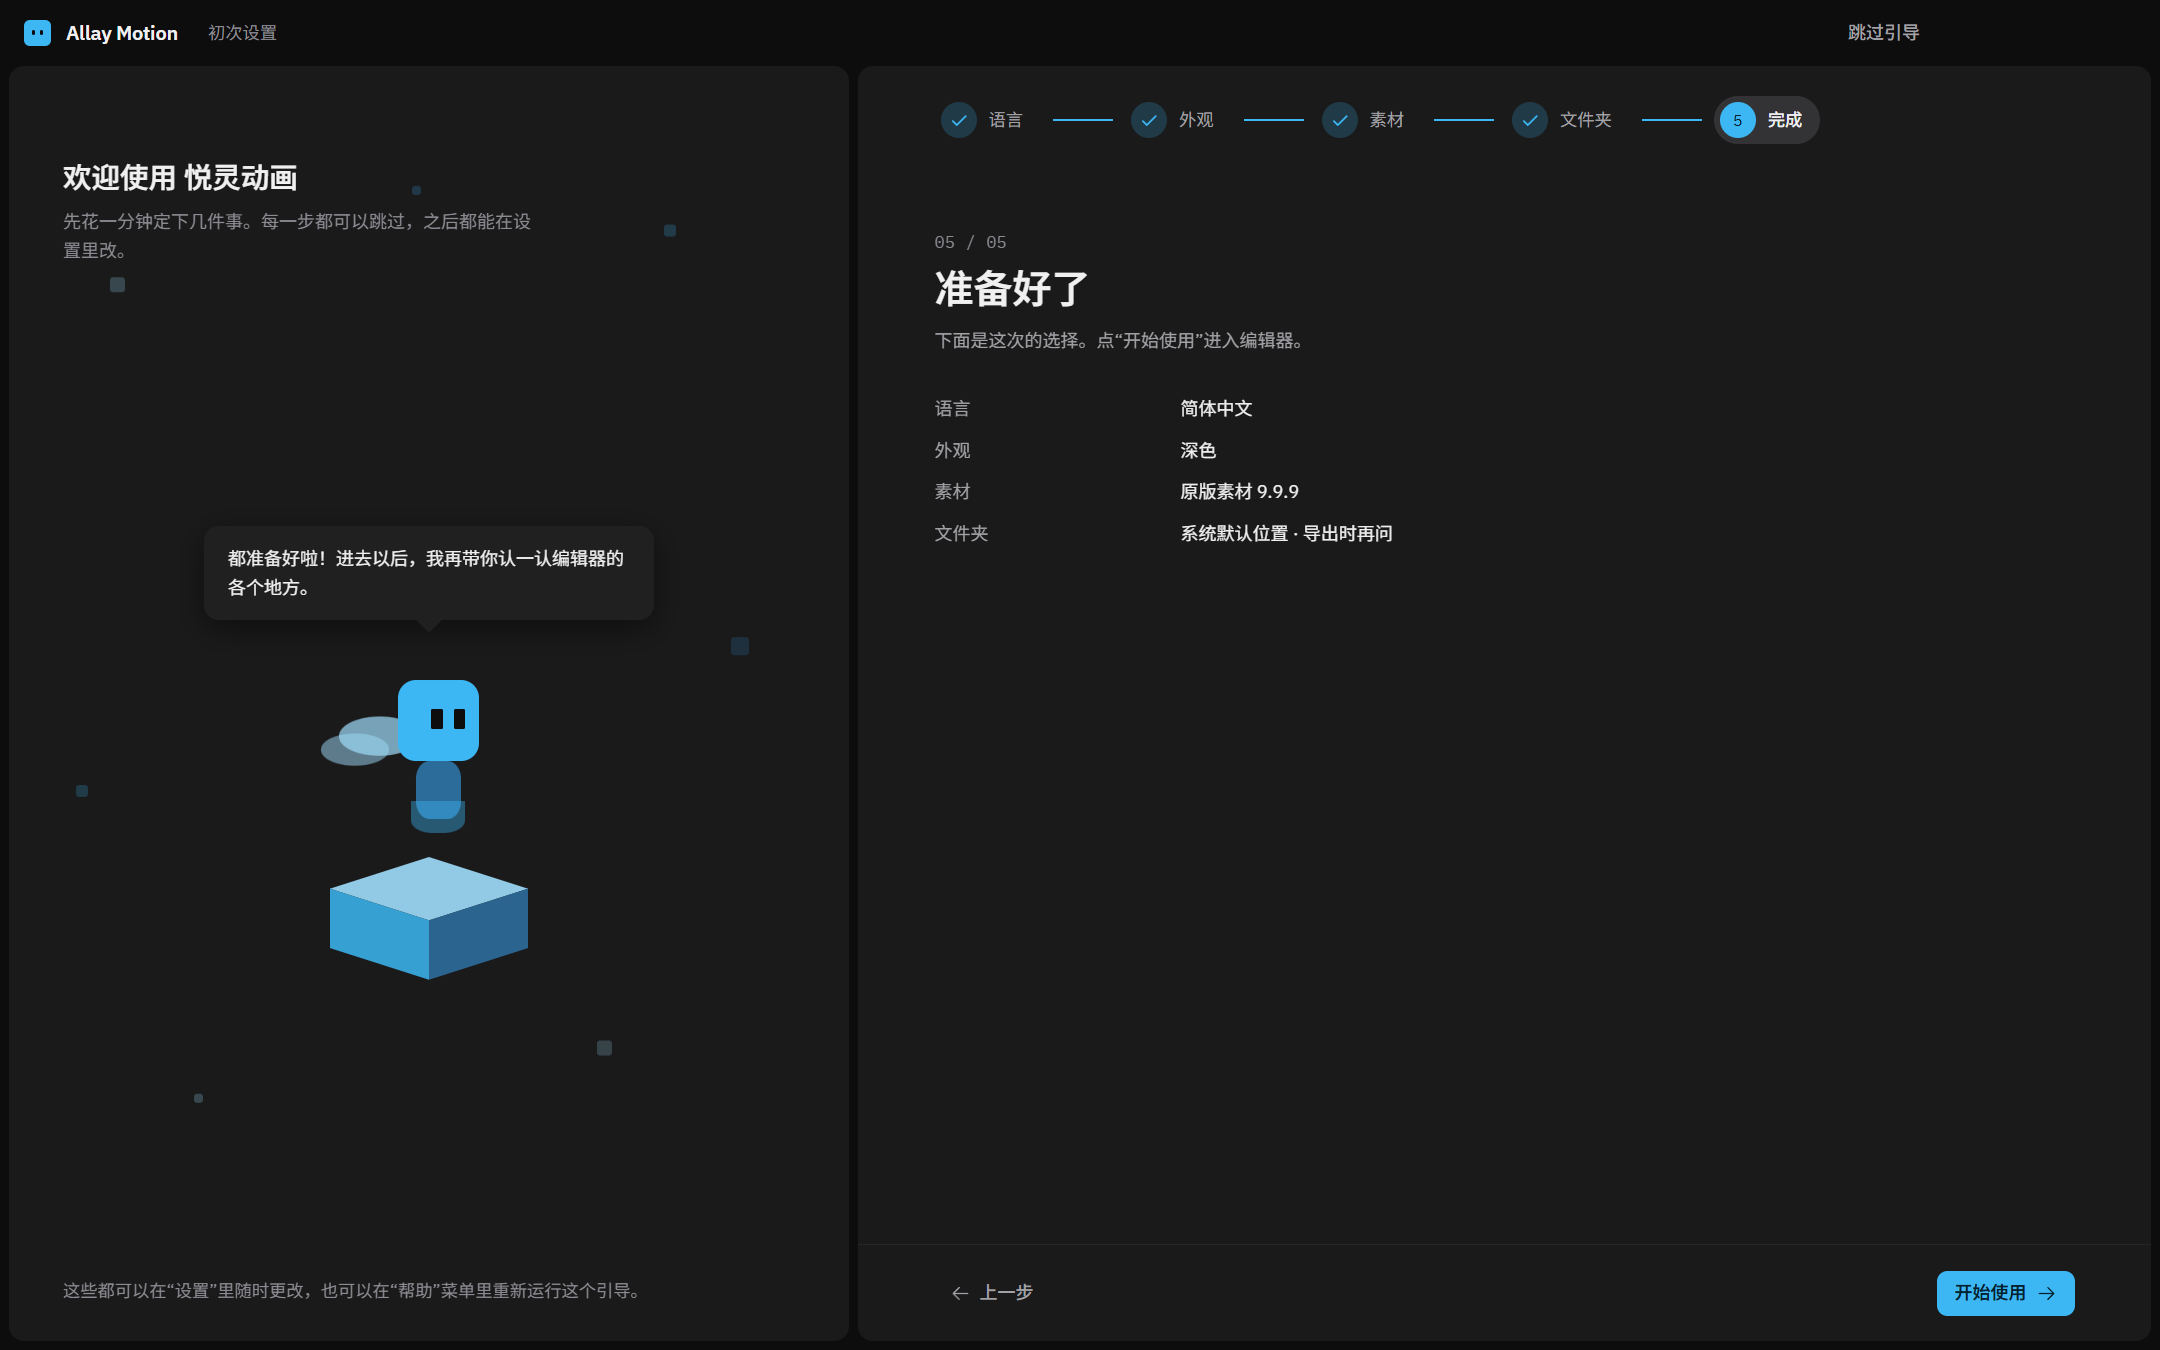 Allay Motion 初次设置 跳过引导
欢迎使用 悦灵动画
先花一分钟定下几件事。每一步都可以跳过，之后都能在设
置里改。
都准备好啦！进去以后，我再带你认一认编辑器的
各个地方。
这些都可以在“设置”里随时更改，也可以在“帮助”菜单里重新运行这个引导。
语言 外观 素材 文件夹 5 完成
05 / 05
准备好了
下面是这次的选择。点“开始使用”进入编辑器。
语言 简体中文
外观 深色
素材 原版素材 9.9.9
文件夹 系统默认位置 · 导出时再问
上一步 开始使用